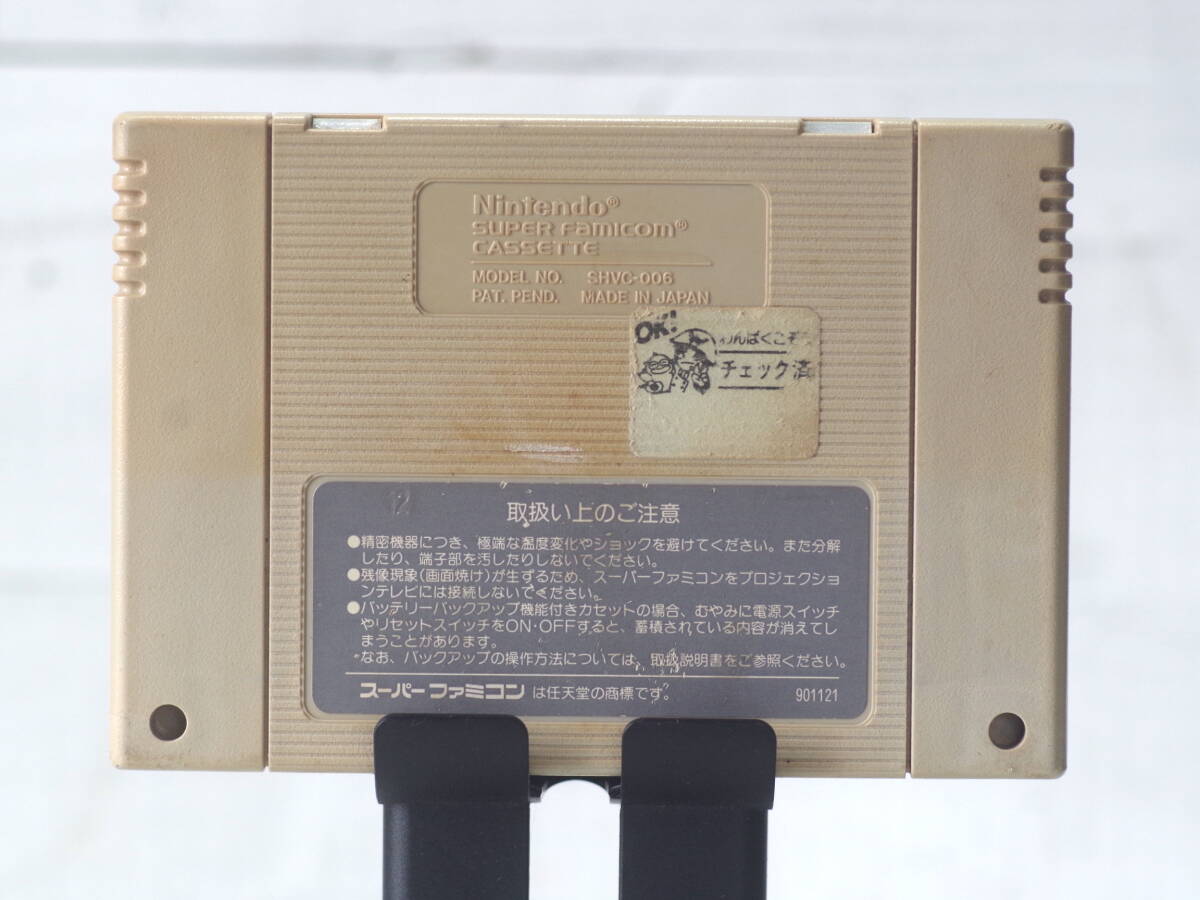 Nintendo®
SUPER Famicom®
CASSETTE
MODEL NO. SHVC-006
PAT. PEND. MADE IN JAPAN
OK!
わんぱくこぞ
チェック済
12
取扱い上のご注意
●精密機器につき、極端な温度変化やショックを避けてください。また分解
したり、端子部を汚したりしないでください。
●残像現象(画面焼け)が生ずるため、スーパーファミコンをプロジェクショ
ンテレビには接続しないでください。
●バッテリーバックアップ機能付きカセットの場合、むやみに電源スイッチ
やリセットスイッチをON・OFFすると、蓄積されている内容が消えてし
まうことがあります。
なお、バックアップの操作方法については、取扱説明書をご参照ください。
スーパーファミコン は任天堂の商標です。
901121